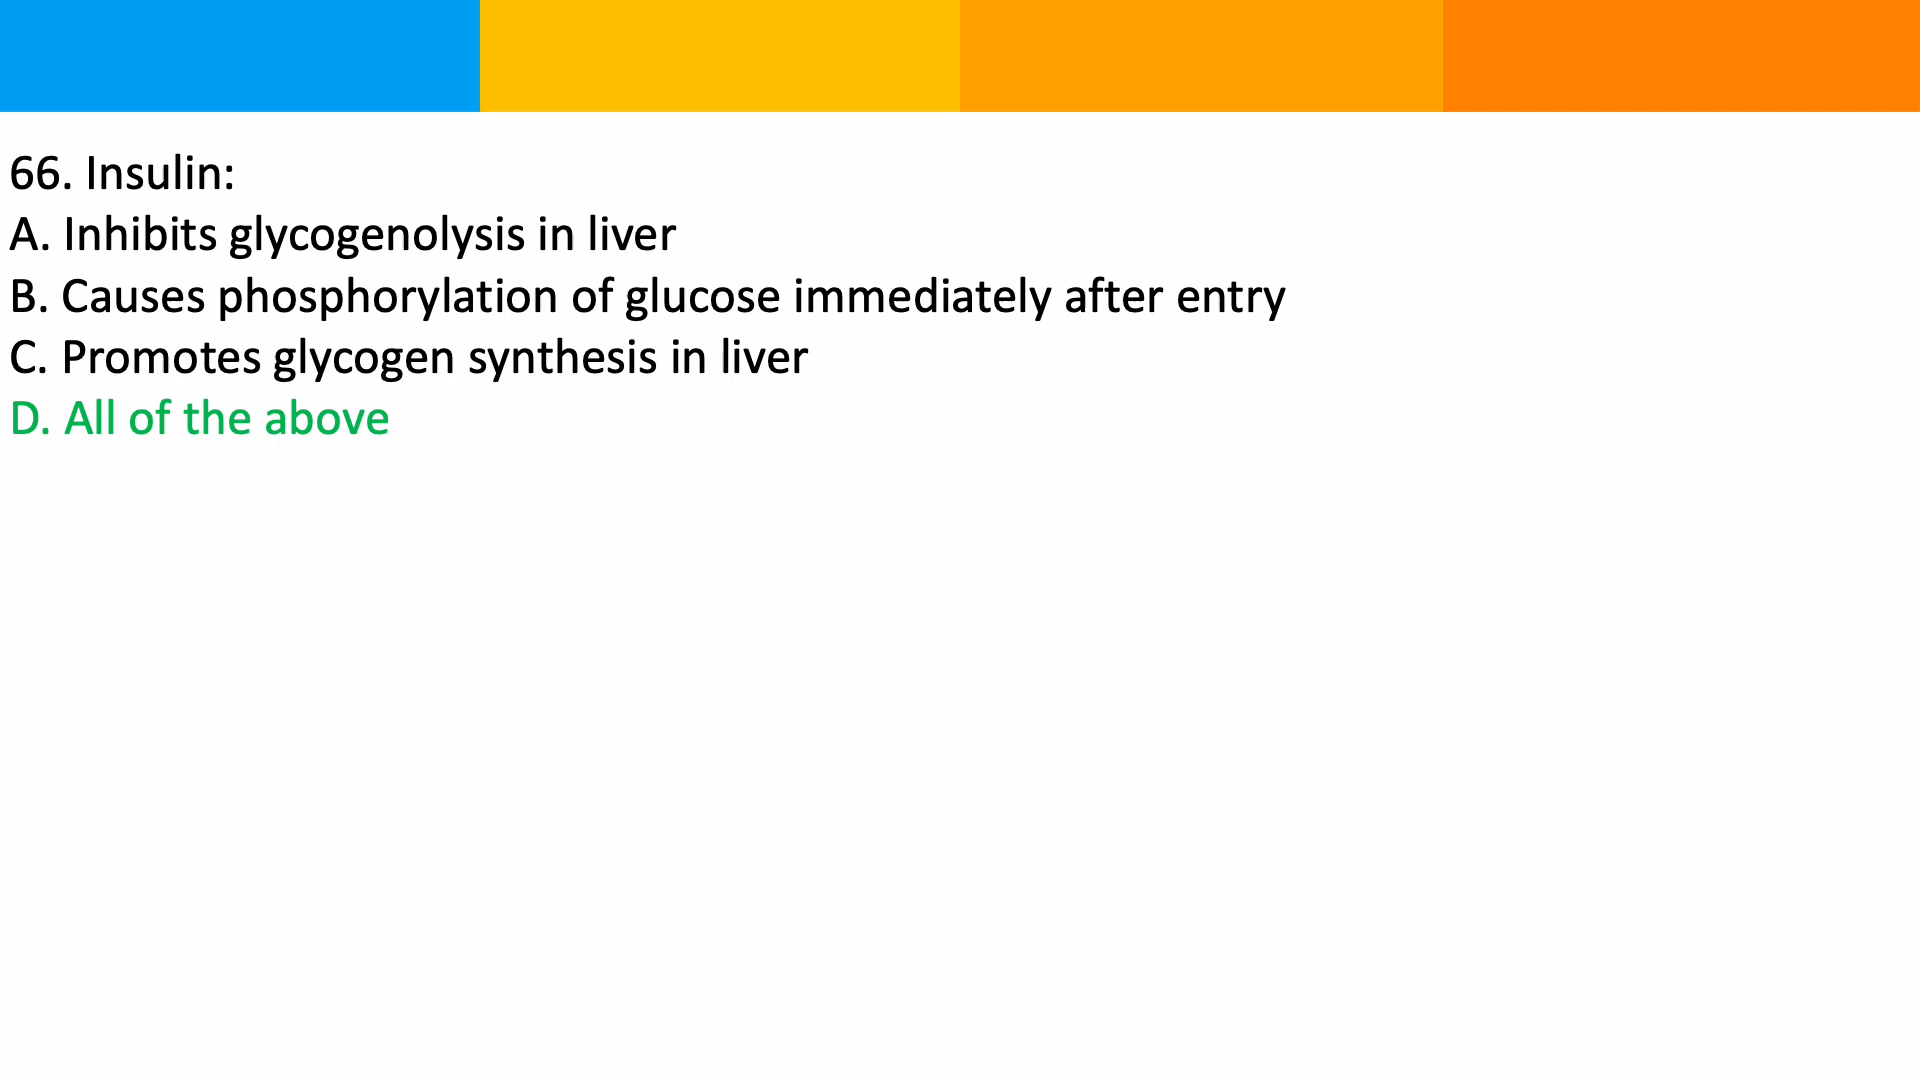 66. Insulin:
A. Inhibits glycogenolysis in liver
B. Causes phosphorylation of glucose immediately after entry
C. Promotes glycogen synthesis in liver
D. All of the above